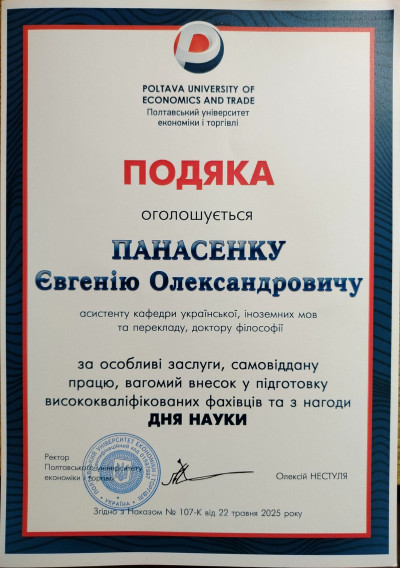 POLTAVA UNIVERSITY OF
ECONOMICS AND TRADE
Полтавський університет
економіки і торгівлі
ПОДЯКА
оголошується
ПАНАСЕНКУ
Євгенію Олександровичу
асистенту кафедри української, іноземних мов
та перекладу, доктору філософії
за особливі заслуги, самовіддану
працю, вагомий внесок у підготовку
висококваліфікованих фахівців та з нагоди
ДНЯ НАУКИ
Ректор
Полтавського університету
економіки і торгівлі
Олексій НЕСТУЛЯ
УКРАЇНА
Згідно з Наказом № 107-К від 22 травня 2025 року